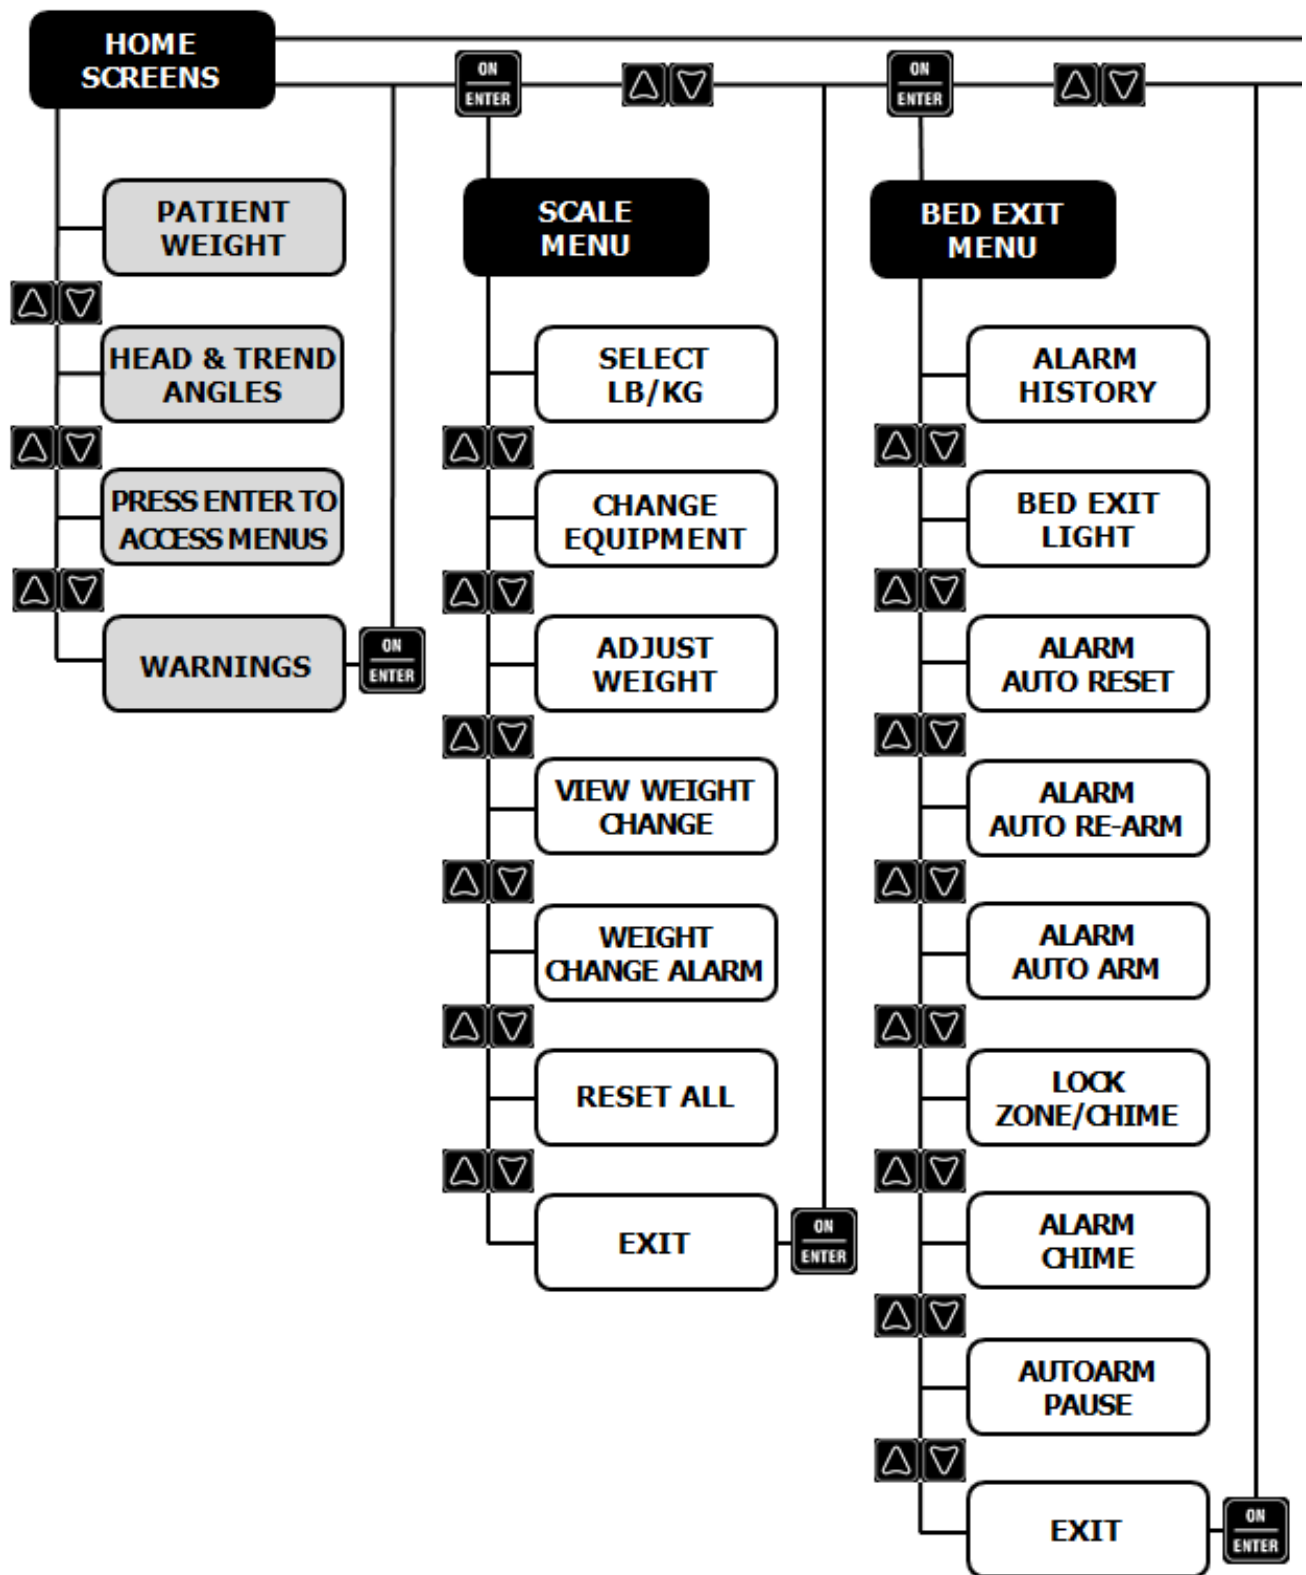 HOME
SCREENS
ON
ENTER
ON
ENTER
PATIENT
WEIGHT
HEAD & TREND
ANGLES
PRESS ENTER TO
ACCESS MENUS
WARNINGS
ON
ENTER
SCALE
MENU
SELECT
LB/KG
CHANGE
EQUIPMENT
ADJUST
WEIGHT
VIEW WEIGHT
CHANGE
WEIGHT
CHANGE ALARM
RESET ALL
EXIT
ON
ENTER
BED EXIT
MENU
ALARM
HISTORY
BED EXIT
LIGHT
ALARM
AUTO RESET
ALARM
AUTO RE-ARM
ALARM
AUTO ARM
LOCK
ZONE/CHIME
ALARM
CHIME
AUTOARM
PAUSE
EXIT
ON
ENTER